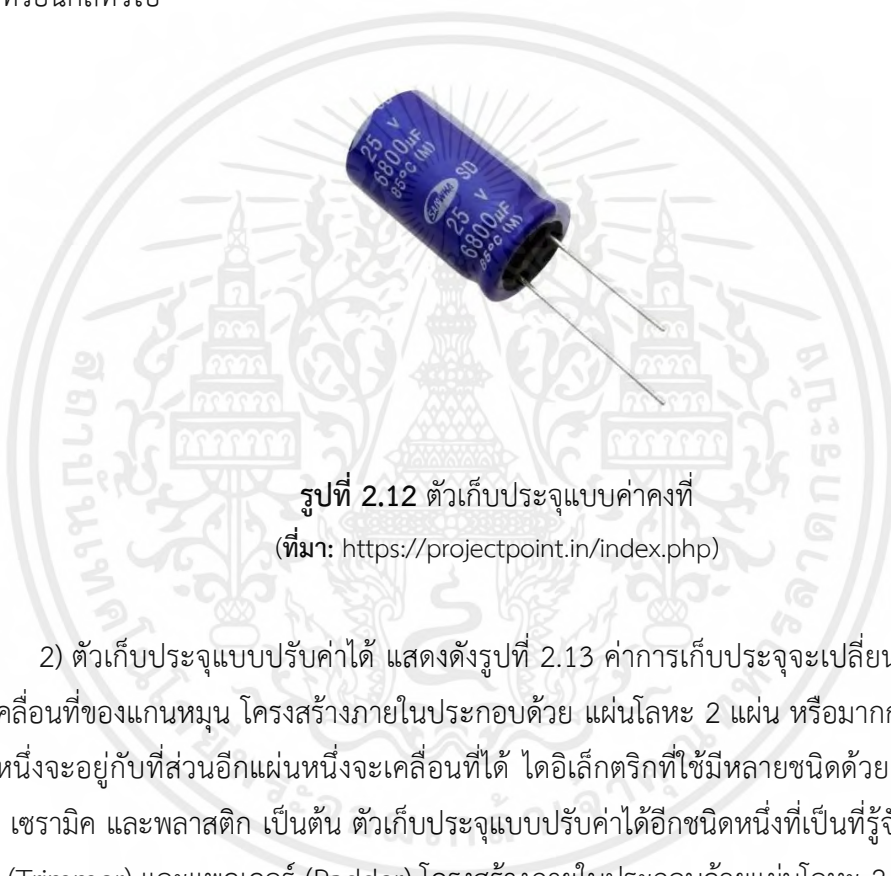 25 V
6800µF
85°C (M)
SAMWHA SD
25 V
6800µF
85°C (M)
รูปที่ 2.12 ตัวเก็บประจุแบบค่าคงที่
(ที่มา: https://projectpoint.in/index.php)
2) ตัวเก็บประจุแบบปรับค่าได้ แสดงดังรูปที่ 2.13 ค่าการเก็บประจุจะเปลี่ยน
คลื่อนที่ของแกนหมุน โครงสร้างภายในประกอบด้วย แผ่นโลหะ 2 แผ่น หรือมากก
หนึ่งจะอยู่กับที่ส่วนอีกแผ่นหนึ่งจะเคลื่อนที่ได้ ไดอิเล็กตริกที่ใช้มีหลายชนิดด้วย
เซรามิค และพลาสติก เป็นต้น ตัวเก็บประจุแบบปรับค่าได้อีกชนิดหนึ่งที่เป็นที่รู้จั
(Trimmer) และแพดเดอร์ (Padder) โครงสร้างภายในประกอบด้วยแผ่นโลหะ 2